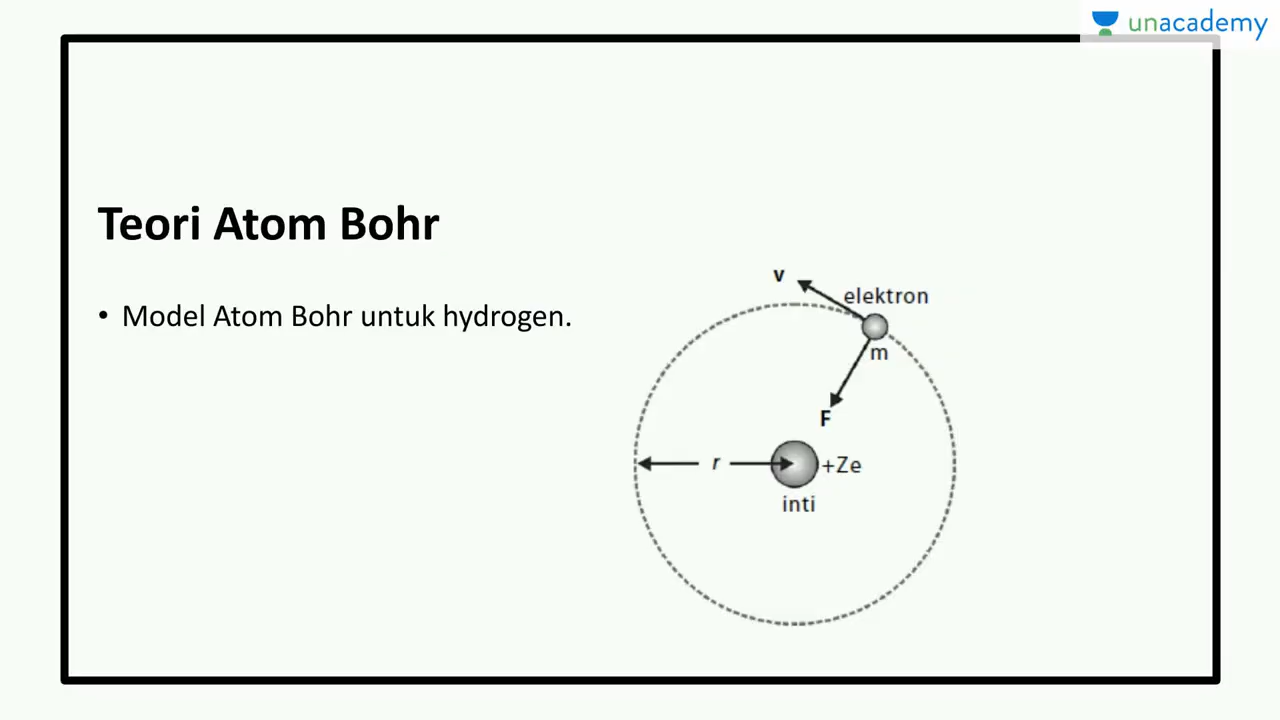 unacademy
Teori Atom Bohr
• Model Atom Bohr untuk hydrogen.
v
elektron
m
F
r
+Ze
inti